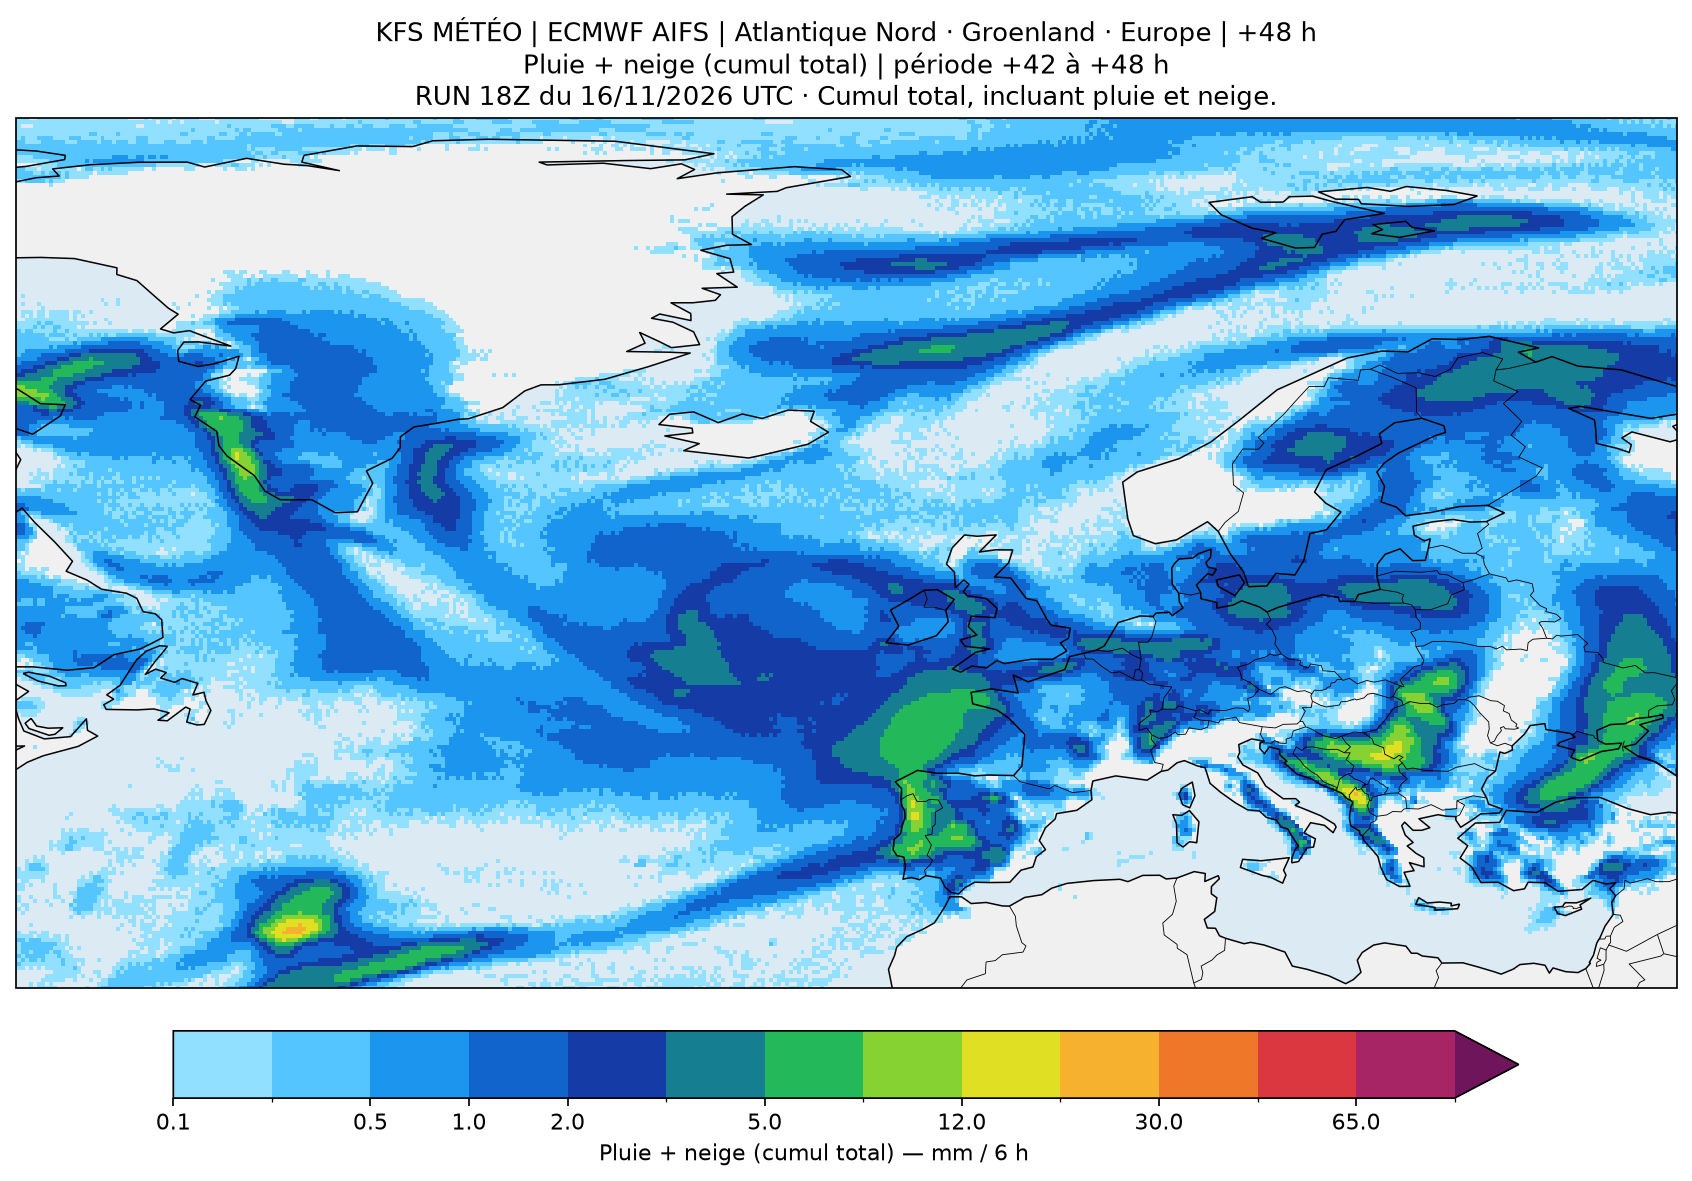 KFS MÉTÉO | ECMWF AIFS | Atlantique Nord · Groenland · Europe | +48 h
Pluie + neige (cumul total) | période +42 à +48 h
RUN 18Z du 16/11/2026 UTC · Cumul total, incluant pluie et neige.
0.1 0.5 1.0 2.0 5.0 12.0 30.0 65.0
Pluie + neige (cumul total) — mm / 6 h